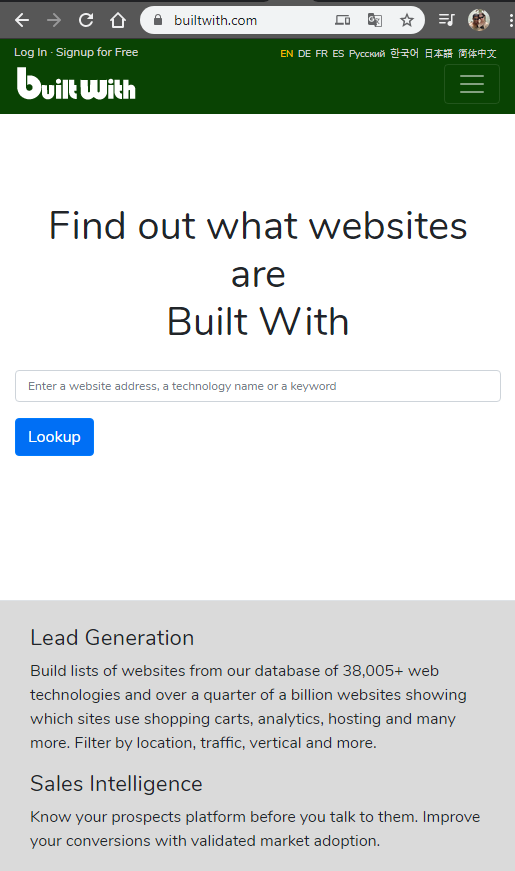 builtwith.com
Log In · Signup for Free
EN DE FR ES Русский 한국어 日本語 简体中文
Built With
Find out what websites
are
Built With
Enter a website address, a technology name or a keyword
Lookup
Lead Generation
Build lists of websites from our database of 38,005+ web
technologies and over a quarter of a billion websites showing
which sites use shopping carts, analytics, hosting and many
more. Filter by location, traffic, vertical and more.
Sales Intelligence
Know your prospects platform before you talk to them. Improve
your conversions with validated market adoption.